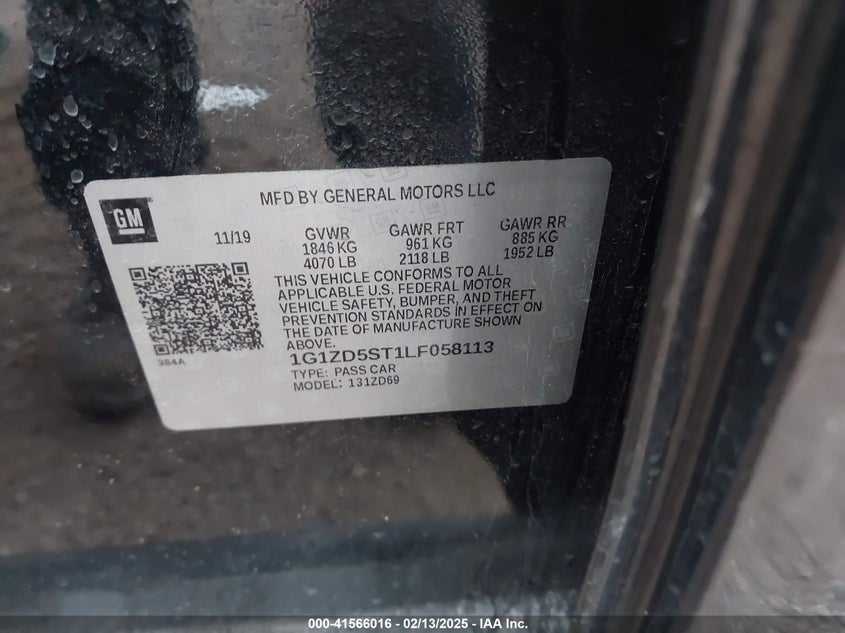 MFD BY GENERAL MOTORS LLC
GM
11/19
GVWR
1846 KG
4070 LB
GAWR FRT
961 KG
2118 LB
GAWR RR
885 KG
1952 LB
THIS VEHICLE CONFORMS TO ALL
APPLICABLE U.S. FEDERAL MOTOR
VEHICLE SAFETY, BUMPER, AND THEFT
PREVENTION STANDARDS IN EFFECT ON
THE DATE OF MANUFACTURE SHOWN
ABOVE.
384A
1G1ZD5ST1LF058113
TYPE: PASS CAR
MODEL: 131ZD69
000-41566016 - 02/13/2025 - IAA Inc.